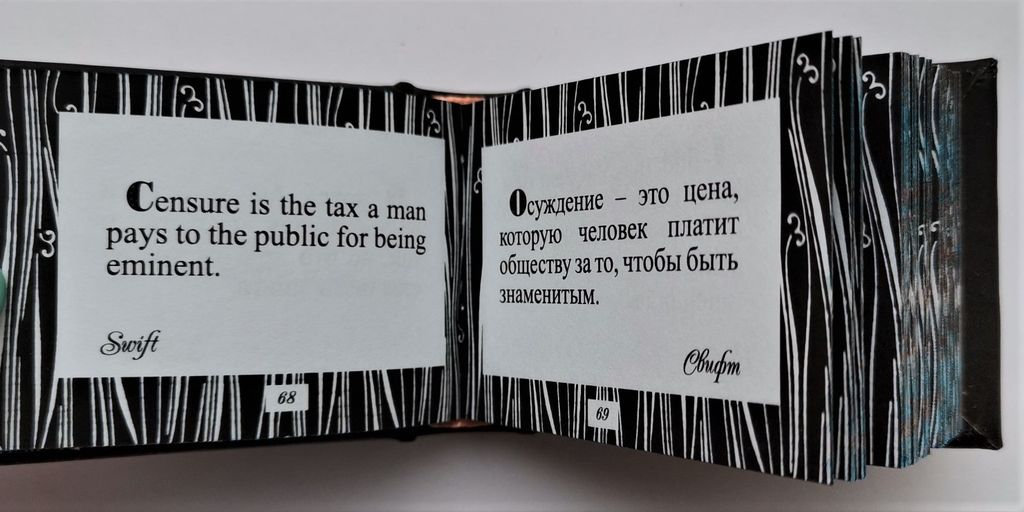 Censure is the tax a man
pays to the public for being
eminent.
Swift
68
Осуждение – это цена,
которую человек платит
обществу за то, чтобы быть
знаменитым.
Свифт
69